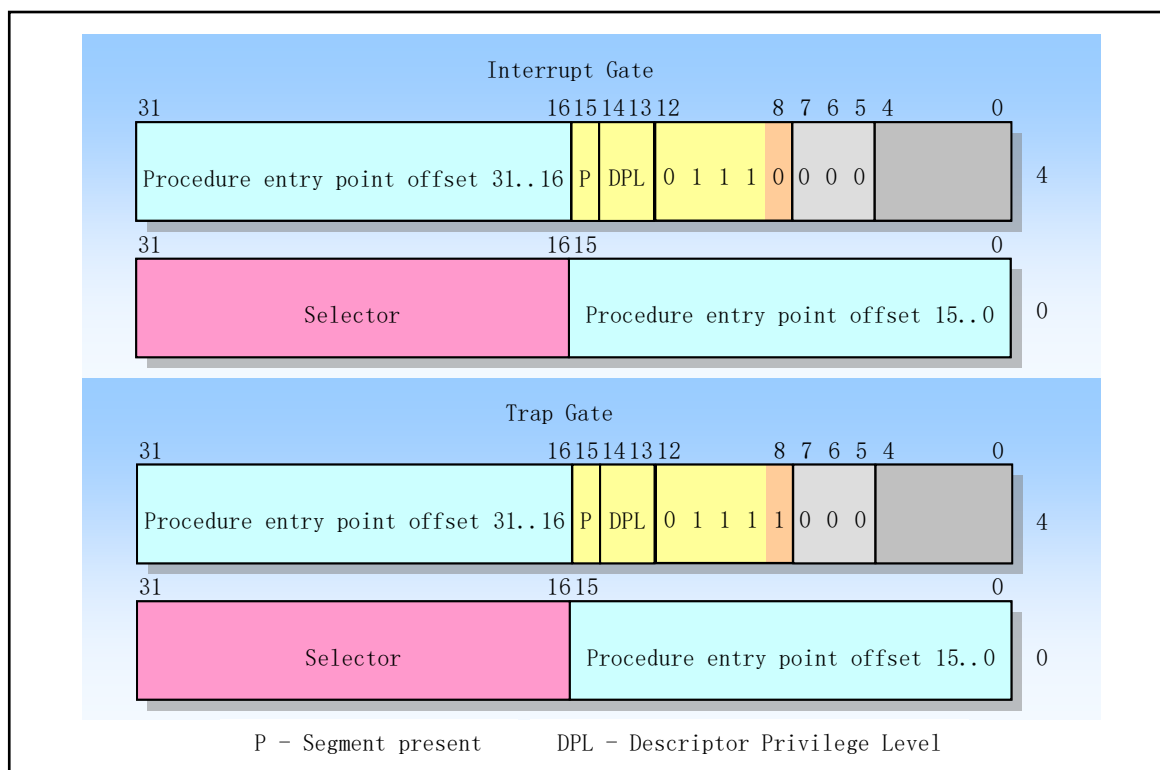 Interrupt Gate
31 16 15 14 13 12 8 7 6 5 4 0
Procedure entry point offset 31..16 P DPL 0 1 1 1 0 0 0 0 4
31 16 15 0
Selector Procedure entry point offset 15..0 0
Trap Gate
31 16 15 14 13 12 8 7 6 5 4 0
Procedure entry point offset 31..16 P DPL 0 1 1 1 1 0 0 0 4
31 16 15 0
Selector Procedure entry point offset 15..0 0
P - Segment present DPL - Descriptor Privilege Level